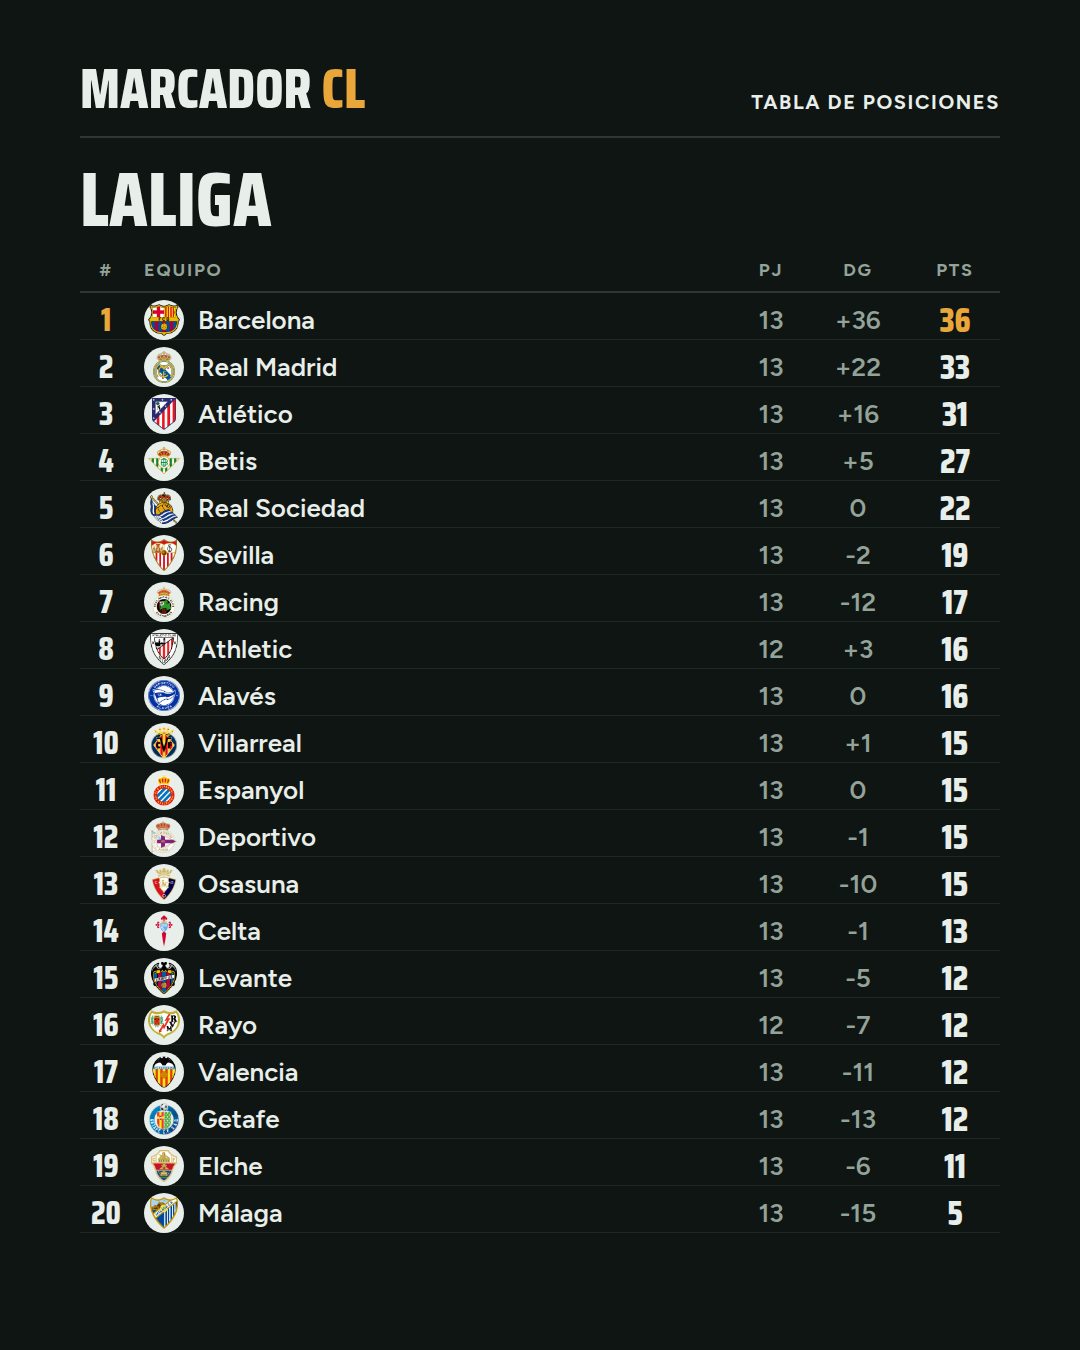 MARCADOR CL
TABLA DE POSICIONES
LALIGA
# EQUIPO PJ DG PTS
1 Barcelona 13 +36 36
2 Real Madrid 13 +22 33
3 Atlético 13 +16 31
4 Betis 13 +5 27
5 Real Sociedad 13 0 22
6 Sevilla 13 -2 19
7 Racing 13 -12 17
8 Athletic 12 +3 16
9 Alavés 13 0 16
10 Villarreal 13 +1 15
11 Espanyol 13 0 15
12 Deportivo 13 -1 15
13 Osasuna 13 -10 15
14 Celta 13 -1 13
15 Levante 13 -5 12
16 Rayo 12 -7 12
17 Valencia 13 -11 12
18 Getafe 13 -13 12
19 Elche 13 -6 11
20 Málaga 13 -15 5